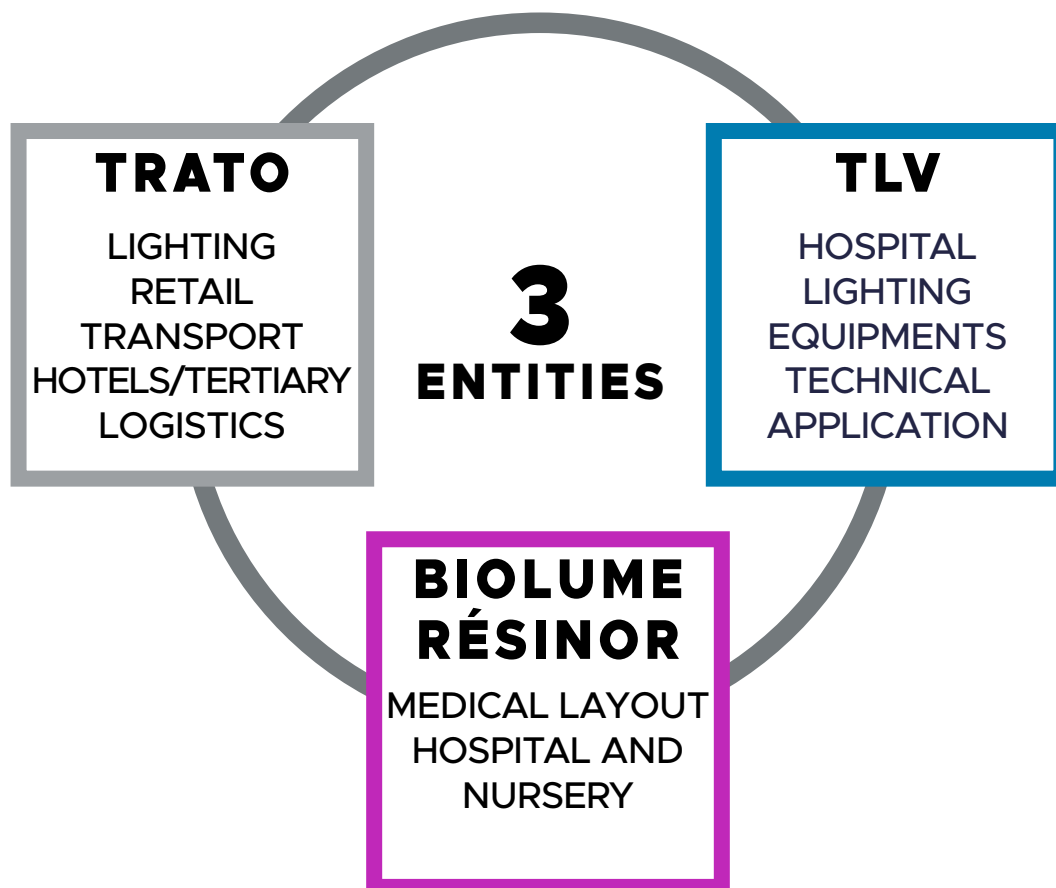 TRATO
LIGHTING
RETAIL
TRANSPORT
HOTELS/TERTIARY
LOGISTICS
3
ENTITIES
TLV
HOSPITAL
LIGHTING
EQUIPMENTS
TECHNICAL
APPLICATION
BIOLUME
RÉSINOR
MEDICAL LAYOUT
HOSPITAL AND
NURSERY